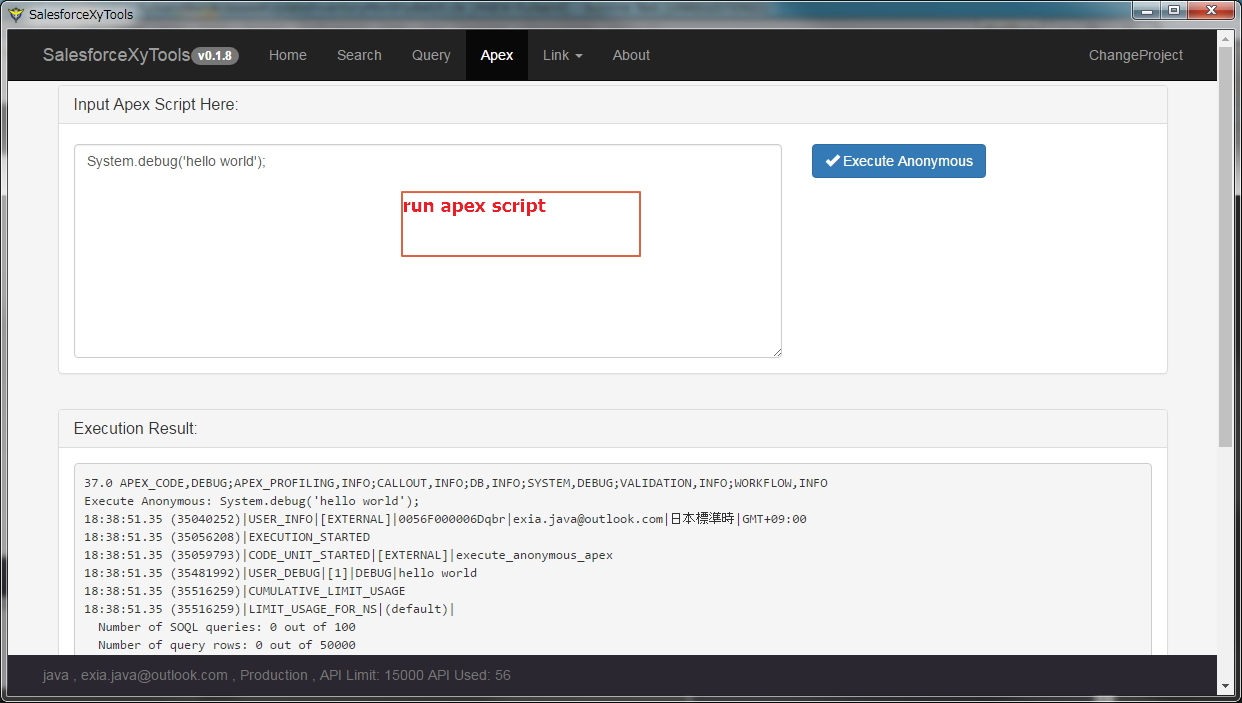 SalesforceXyTools
SalesforceXyTools v0.1.8 Home Search Query Apex Link About ChangeProject
Input Apex Script Here:
System.debug('hello world');
Execute Anonymous
run apex script
Execution Result:
37.0 APEX_CODE,DEBUG;APEX_PROFILING,INFO;CALLOUT,INFO;DB,INFO;SYSTEM,DEBUG;VALIDATION,INFO;WORKFLOW,INFO
Execute Anonymous: System.debug('hello world');
18:38:51.35 (35040252)|USER_INFO|[EXTERNAL]|0056F000006Dqbr|exia.java@outlook.com|日本標準時|GMT+09:00
18:38:51.35 (35056208)|EXECUTION_STARTED
18:38:51.35 (35059793)|CODE_UNIT_STARTED|[EXTERNAL]|execute_anonymous_apex
18:38:51.35 (35481992)|USER_DEBUG|[1]|DEBUG|hello world
18:38:51.35 (35516259)|CUMULATIVE_LIMIT_USAGE
18:38:51.35 (35516259)|LIMIT_USAGE_FOR_NS|(default)|
Number of SOQL queries: 0 out of 100
Number of query rows: 0 out of 50000
java , exia.java@outlook.com , Production , API Limit: 15000 API Used: 56